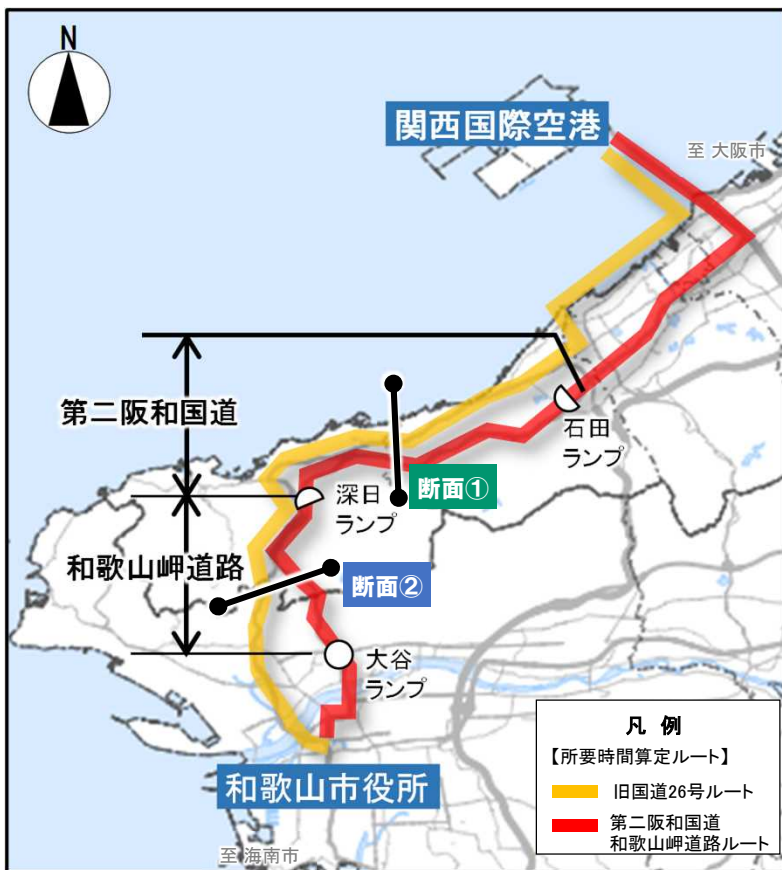 N
関西国際空港
至 大阪市
第二阪和国道
石田
ランプ
断面①
深日
ランプ
和歌山岬道路
断面②
大谷
ランプ
和歌山市役所
至 海南市
凡 例
【所要時間算定ルート】
旧国道26号ルート
第二阪和国道
和歌山岬道路ルート